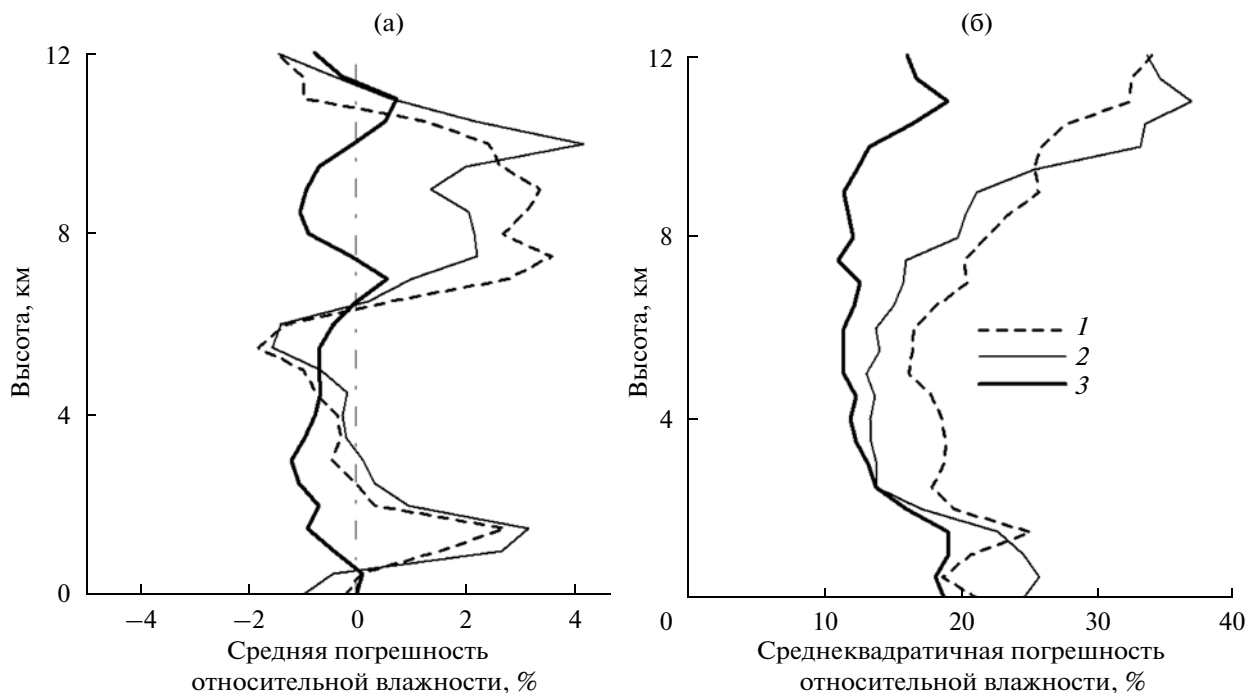 (а)
12
8
4
0
Высота, км
−4
−2
0
2
4
Средняя погрешность
относительной влажности, %
(б)
12
8
4
0
Высота, км
10
20
30
40
1
2
3
Среднеквадратичная погрешность
относительной влажности, %